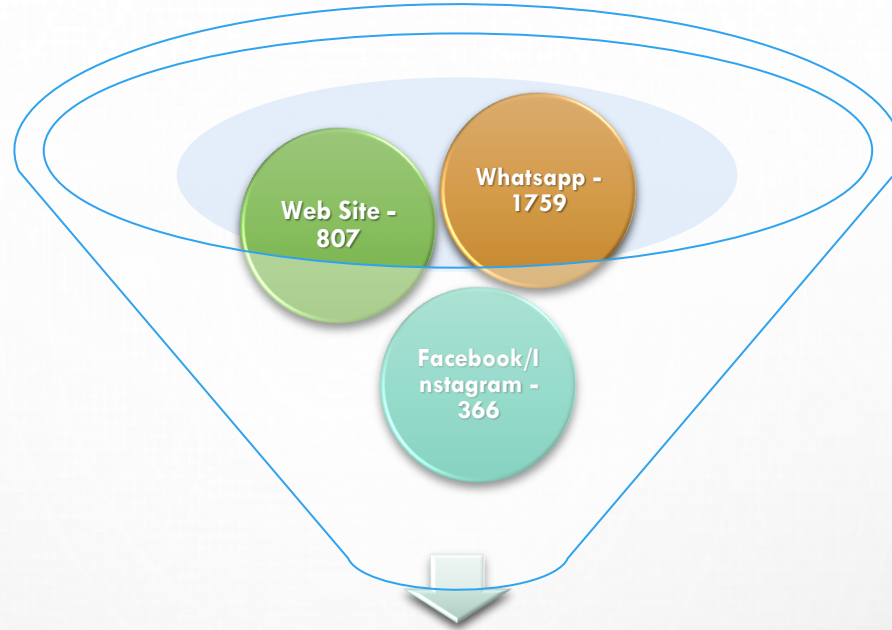 Web Site -
807
Whatsapp -
1759
Facebook/I
nstagram -
366